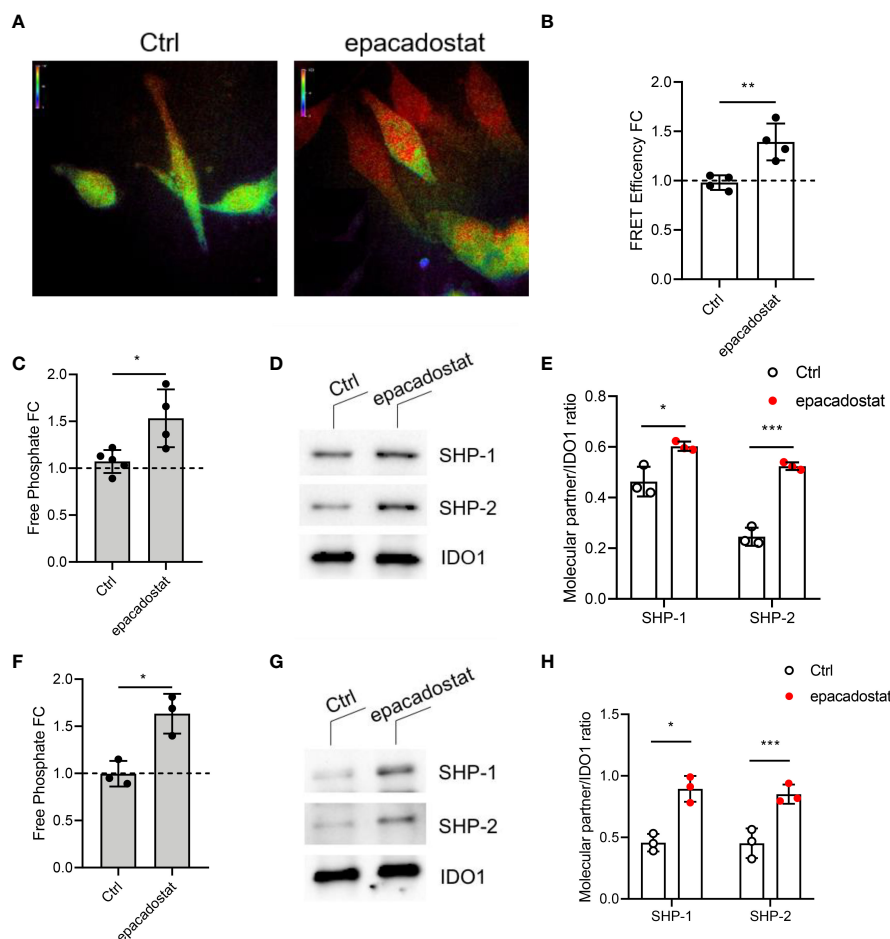 A
Ctrl
epacadostat
B
FRET Efficency FC
2.0
1.5
1.0
0.5
0.0
**
Ctrl
epacadostat
C
Free Phosphate FC
2.0
1.5
1.0
0.5
0.0
*
Ctrl
epacadostat
D
Ctrl
epacadostat
SHP-1
SHP-2
IDO1
E
Ctrl
epacadostat
Molecular partner/IDO1 ratio
0.8
0.6
0.4
0.2
0.0
*
***
SHP-1
SHP-2
F
Free Phosphate FC
2.0
1.5
1.0
0.5
0.0
*
Ctrl
epacadostat
G
Ctrl
epacadostat
SHP-1
SHP-2
IDO1
H
Ctrl
epacadostat
Molecular partner/IDO1 ratio
1.5
1.0
0.5
0.0
*
***
SHP-1
SHP-2